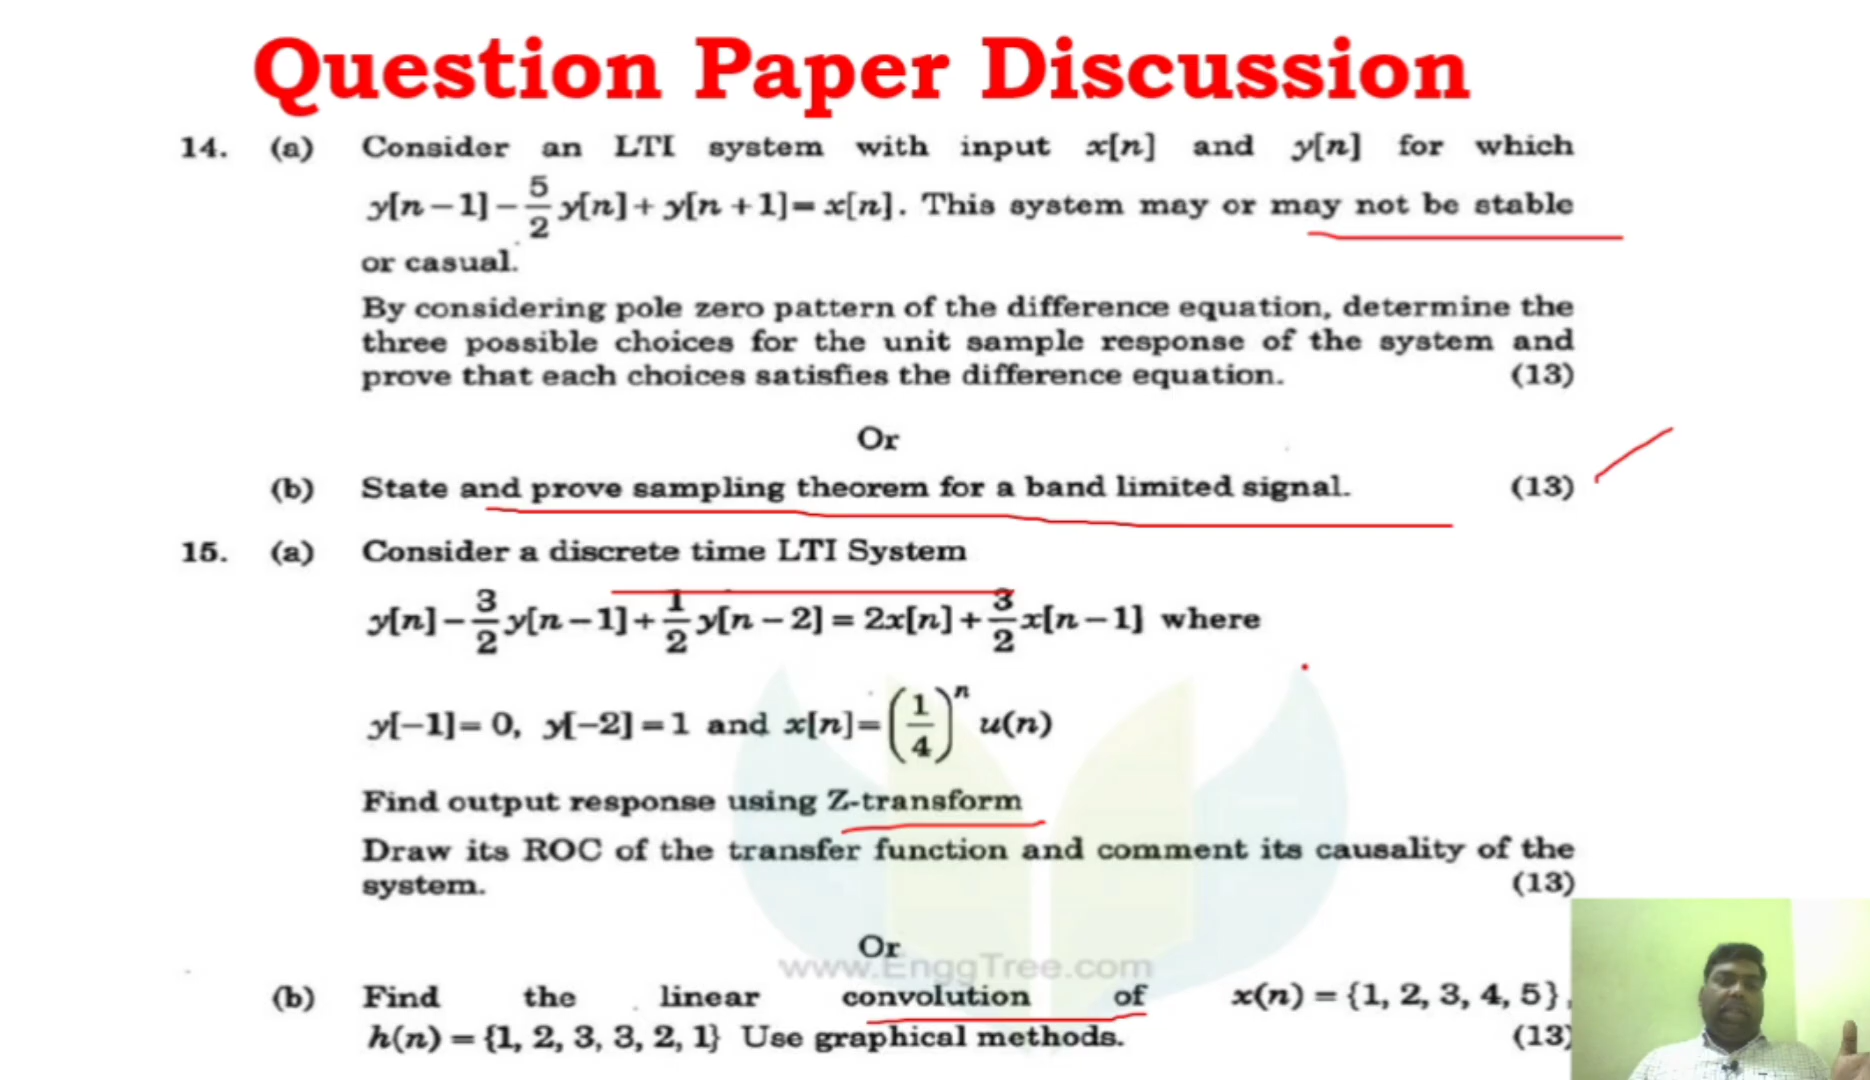 Question Paper Discussion
14. (a) Consider an LTI system with input x[n] and y[n] for which
y[n−1]−5/2 y[n]+y[n+1]=x[n]. This system may or may not be stable
or casual.
By considering pole zero pattern of the difference equation, determine the
three possible choices for the unit sample response of the system and
prove that each choices satisfies the difference equation. (13)
Or
(b) State and prove sampling theorem for a band limited signal. (13)
15. (a) Consider a discrete time LTI System
y[n]−3/2 y[n−1]+1/2 y[n−2]=2x[n]+3/2 x[n−1] where
y[−1]=0, y[−2]=1 and x[n]=(1/4)^n u(n)
Find output response using Z-transform
Draw its ROC of the transfer function and comment its causality of the
system. (13)
Or
www.EnggTree.com
(b) Find the linear convolution of x(n) = {1, 2, 3, 4, 5},
h(n) = {1, 2, 3, 3, 2, 1} Use graphical methods. (13)